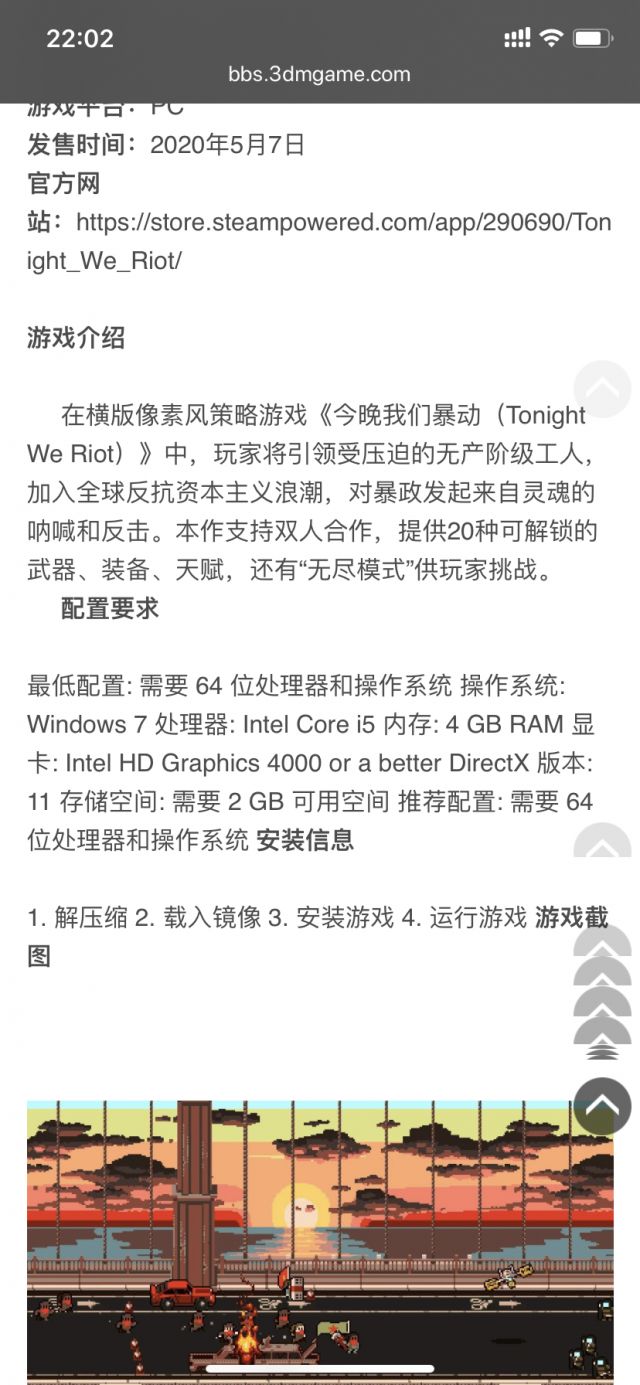 22:02
bbs.3dmgame.com
游戏平台：PC
发售时间：2020年5月7日
官方网
站：https://store.steampowered.com/app/290690/Ton
ight_We_Riot/
游戏介绍
在横版像素风策略游戏《今晚我们暴动（Tonight
We Riot）》中，玩家将引领受压迫的无产阶级工人，
加入全球反抗资本主义浪潮，对暴政发起来自灵魂的
呐喊和反击。本作支持双人合作，提供20种可解锁的
武器、装备、天赋，还有“无尽模式”供玩家挑战。
配置要求
最低配置: 需要 64 位处理器和操作系统 操作系统:
Windows 7 处理器: Intel Core i5 内存: 4 GB RAM 显
卡: Intel HD Graphics 4000 or a better DirectX 版本:
11 存储空间: 需要 2 GB 可用空间 推荐配置: 需要 64
位处理器和操作系统 安装信息
1. 解压缩 2. 载入镜像 3. 安装游戏 4. 运行游戏 游戏截
图